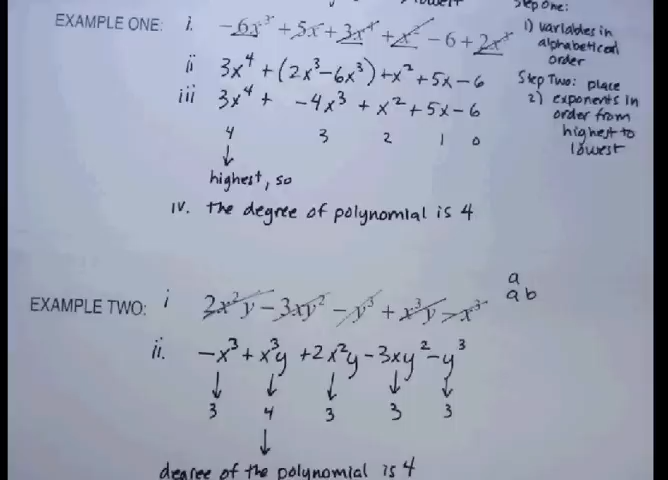 Step One:
EXAMPLE ONE: i. -6x³ + 5x + 3x⁴ + x² - 6 + 2x³
1) variables in
alphabetical
order
ii 3x⁴ + (2x³-6x³) + x² + 5x - 6
Step Two: place
2) exponents in
order from
highest to
lowest
iii 3x⁴ + -4x³ + x² + 5x - 6
4 3 2 1 0
highest, so
iv. the degree of polynomial is 4
a
ab
EXAMPLE TWO: i 2x²y - 3xy² - y³ + x³y - x³
ii. -x³ + x³y + 2x²y - 3xy² - y³
3 4 3 3 3
degree of the polynomial is 4